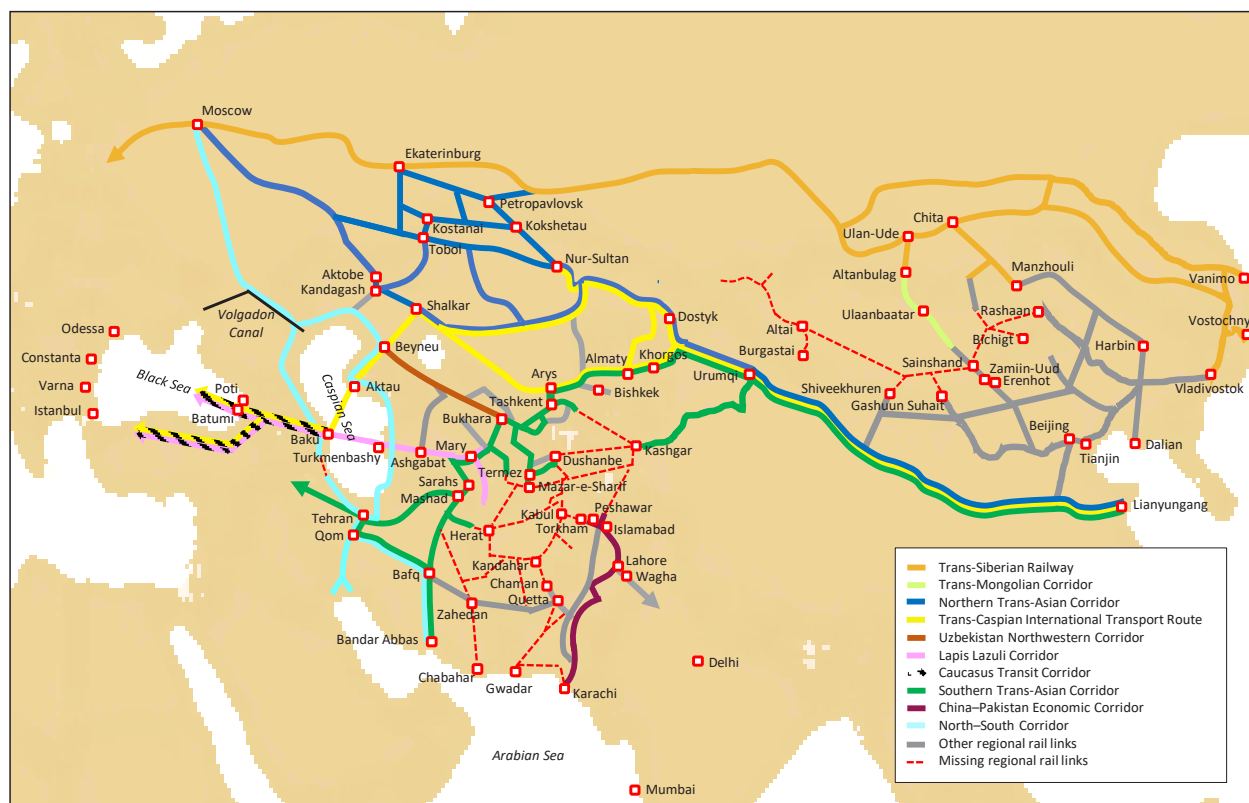 Moscow
Ekaterinburg
Petropavlovsk
Kostanai
Kokshetau
Tobol
Chita
Ulan-Ude
Nur-Sultan
Aktobe
Kandagash
Altanbulag
Manzhouli
Vanimo
Shalkar
Volgadon
Canal
Ulaanbaatar
Rashaan
Vostochny
Odessa
Dostyk
Altai
Bichigt
Beyneu
Burgastai
Harbin
Constanta
Almaty
Khorgos
Sainshand
Zamiin-Uud
Erenhot
Black Sea
Caspian Sea
Aktau
Arys
Urumqi
Shiveekhuren
Vladivostok
Varna
Poti
Bishkek
Gashuun Suhait
Istanbul
Batumi
Tashkent
Bukhara
Baku
Beijing
Turkmenbashy
Ashgabat
Mary
Kashgar
Tianjin
Dalian
Termez
Dushanbe
Sarahs
Mashad
Mazar-e-Sharif
Tehran
Kabul
Peshawar
Lianyungang
Qom
Herat
Torkham
Islamabad
Kandahar
Lahore
Bafq
Chaman
Wagha
Zahedan
Quetta
Bandar Abbas
Chabahar
Gwadar
Karachi
Delhi
Arabian Sea
Mumbai
Trans-Siberian Railway
Trans-Mongolian Corridor
Northern Trans-Asian Corridor
Trans-Caspian International Transport Route
Uzbekistan Northwestern Corridor
Lapis Lazuli Corridor
Caucasus Transit Corridor
Southern Trans-Asian Corridor
China–Pakistan Economic Corridor
North–South Corridor
Other regional rail links
Missing regional rail links